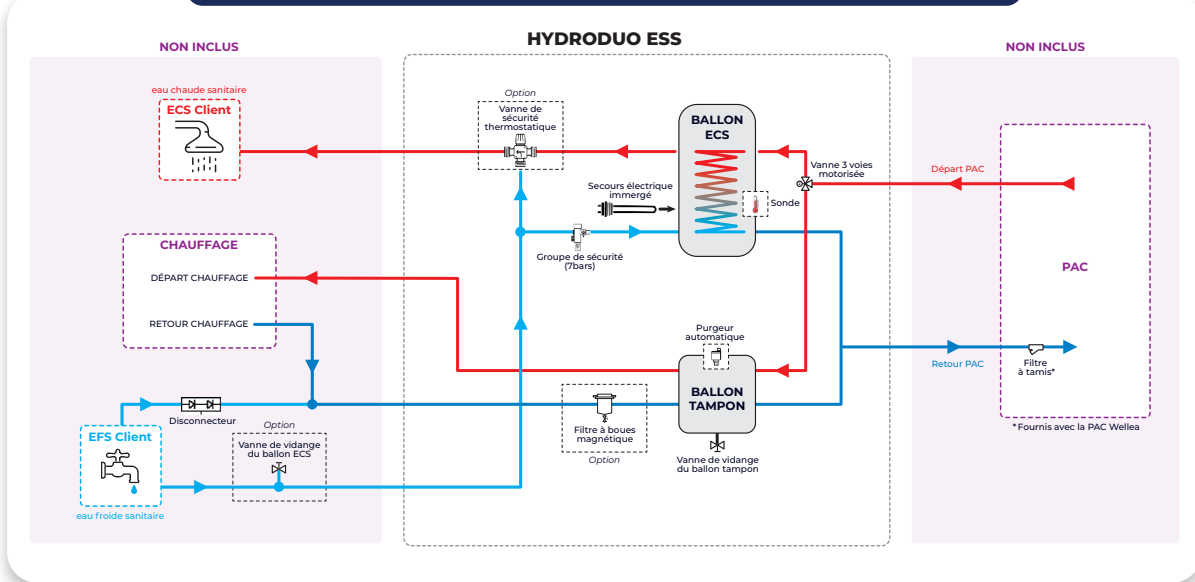 HYDRODUO ESS
NON INCLUS
eau chaude sanitaire
ECS Client
CHAUFFAGE
DÉPART CHAUFFAGE
RETOUR CHAUFFAGE
Disconnecteur
EFS Client
eau froide sanitaire
Option
Vanne de vidange
du ballon ECS
Option
Vanne de
sécurité
thermostatique
BALLON
ECS
Secours électrique
immergé
Sonde
Vanne 3 voies
motorisée
Groupe de sécurité
(7bars)
Purgeur
automatique
BALLON
TAMPON
Filtre à boues
magnétique
Option
Vanne de vidange
du ballon tampon
NON INCLUS
Départ PAC
PAC
Retour PAC
Filtre
à tamis*
*Fournis avec la PAC Wellea